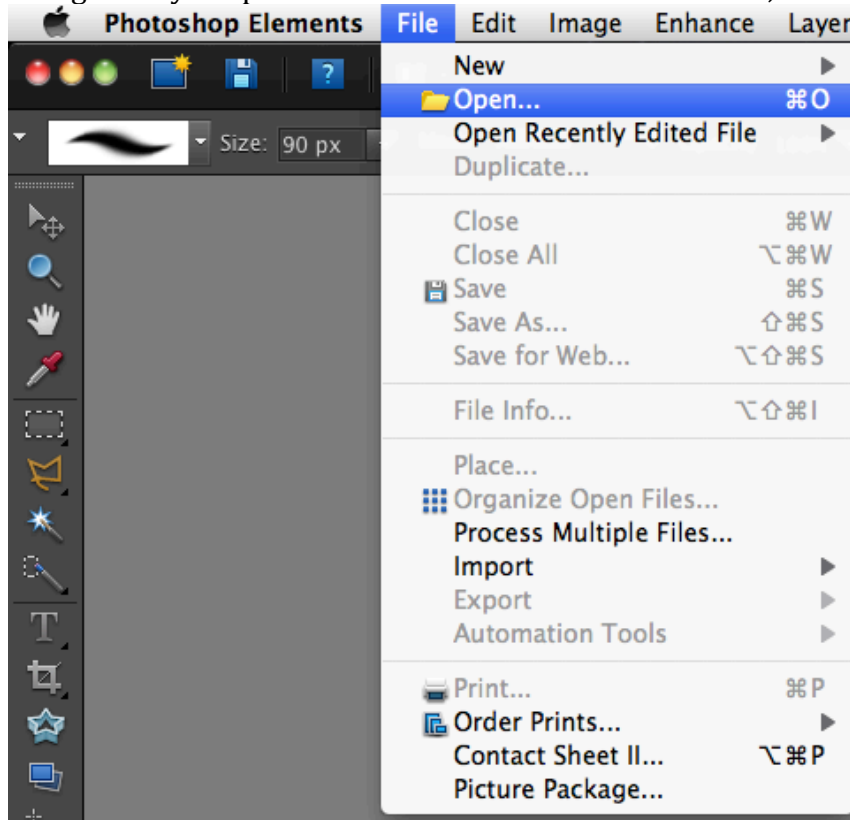 Photoshop Elements File Edit Image Enhance Layer
?
Size: 90 px
New
Open... ⌘O
Open Recently Edited File
Duplicate...
Close ⌘W
Close All ⌥⌘W
Save ⌘S
Save As... ⇧⌘S
Save for Web... ⌥⇧⌘S
File Info... ⌥⇧⌘I
Place...
Organize Open Files...
Process Multiple Files...
Import
Export
Automation Tools
T
Print... ⌘P
Order Prints...
Contact Sheet II... ⌥⌘P
Picture Package...